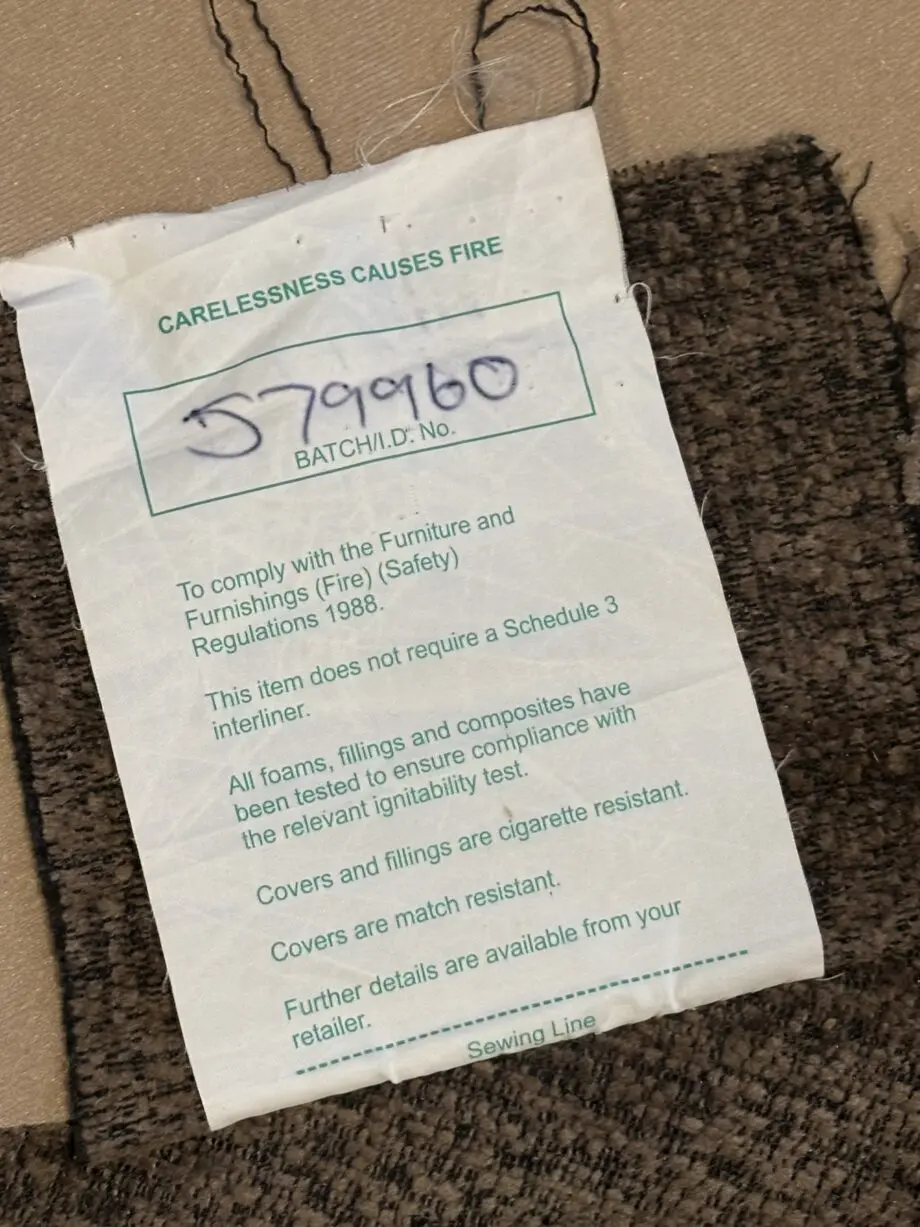 CARELESSNESS CAUSES FIRE
579960
BATCH/I.D. No.
To comply with the Furniture and
Furnishings (Fire) (Safety)
Regulations 1988.
This item does not require a Schedule 3
interliner.
All foams, fillings and composites have
been tested to ensure compliance with
the relevant ignitability test.
Covers and fillings are cigarette resistant.
Covers are match resistant.
Further details are available from your
retailer.
Sewing Line